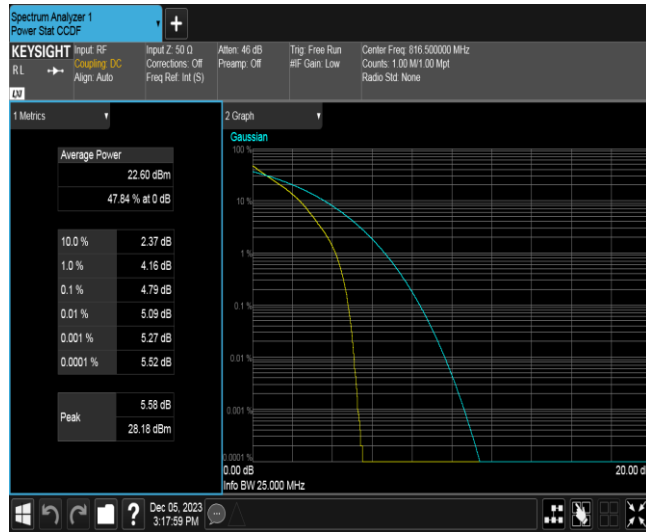 Spectrum Analyzer 1
Power Stat CCDF
KEYSIGHT
Input: RF
Coupling: DC
Align: Auto
Input Z: 50 Ω
Corrections: Off
Freq Ref: Int (S)
Atten: 46 dB
Preamp: Off
Trig: Free Run
#IF Gain: Low
Center Freq: 816.500000 MHz
Counts: 1.00 M/1.00 Mpt
Radio Std: None
RL
LXI
1 Metrics
Average Power
22.60 dBm
47.84 % at 0 dB
10.0 % 2.37 dB
1.0 % 4.16 dB
0.1 % 4.79 dB
0.01 % 5.09 dB
0.001 % 5.27 dB
0.0001 % 5.52 dB
Peak
5.58 dB
28.18 dBm
2 Graph
Gaussian
100 %
10 %
1 %
0.1 %
0.01 %
0.001 %
0.0001 %
0.00 dB
20.00 d
Info BW 25.000 MHz
Dec 05, 2023
3:17:59 PM